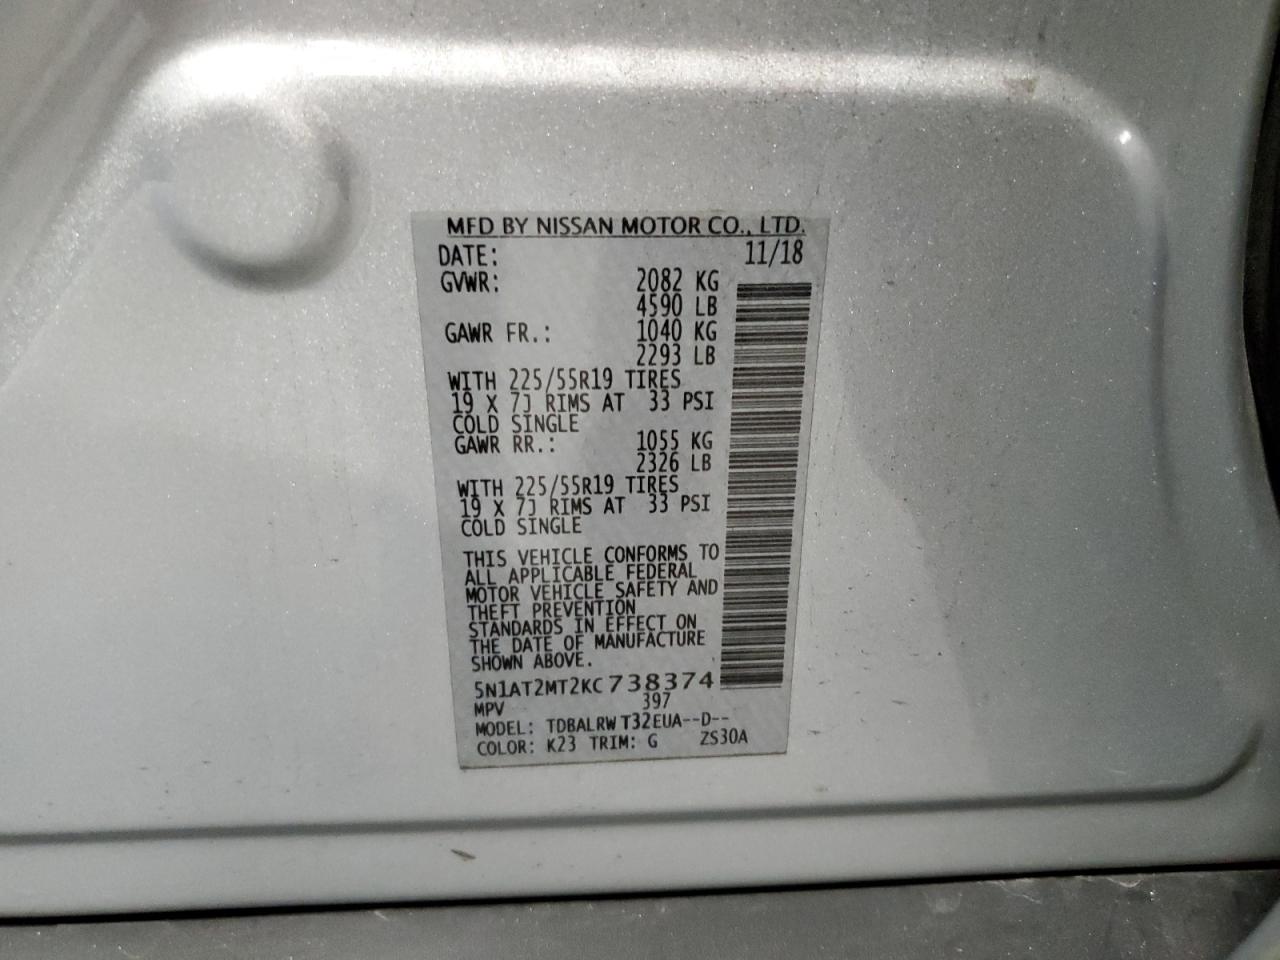 MFD BY NISSAN MOTOR CO., LTD.
DATE: 11/18
GVWR: 2082 KG
4590 LB
GAWR FR.: 1040 KG
2293 LB
WITH 225/55R19 TIRES
19 X 7J RIMS AT 33 PSI
COLD SINGLE
GAWR RR.: 1055 KG
2326 LB
WITH 225/55R19 TIRES
19 X 7J RIMS AT 33 PSI
COLD SINGLE
THIS VEHICLE CONFORMS TO
ALL APPLICABLE FEDERAL
MOTOR VEHICLE SAFETY AND
THEFT PREVENTION
STANDARDS IN EFFECT ON
THE DATE OF MANUFACTURE
SHOWN ABOVE.
5N1AT2MT2KC738374
MPV 397
MODEL: TDBALRW T32EUA--D--
COLOR: K23 TRIM: G ZS30A